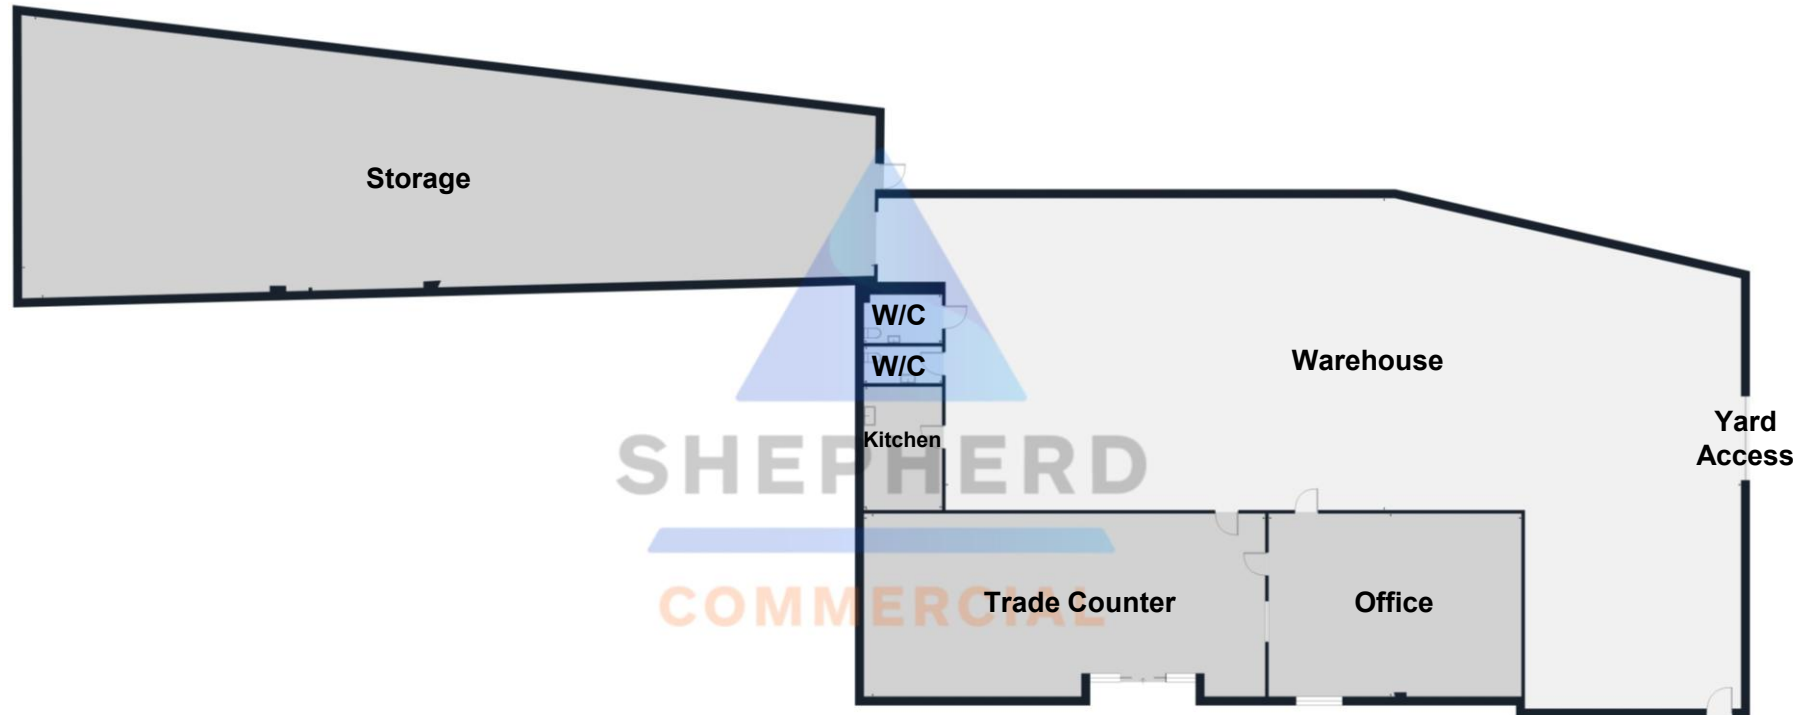 Storage
W/C
W/C
Warehouse
Kitchen
Yard
Access
SHEPHERD
Trade Counter
Office
COMMERCIAL